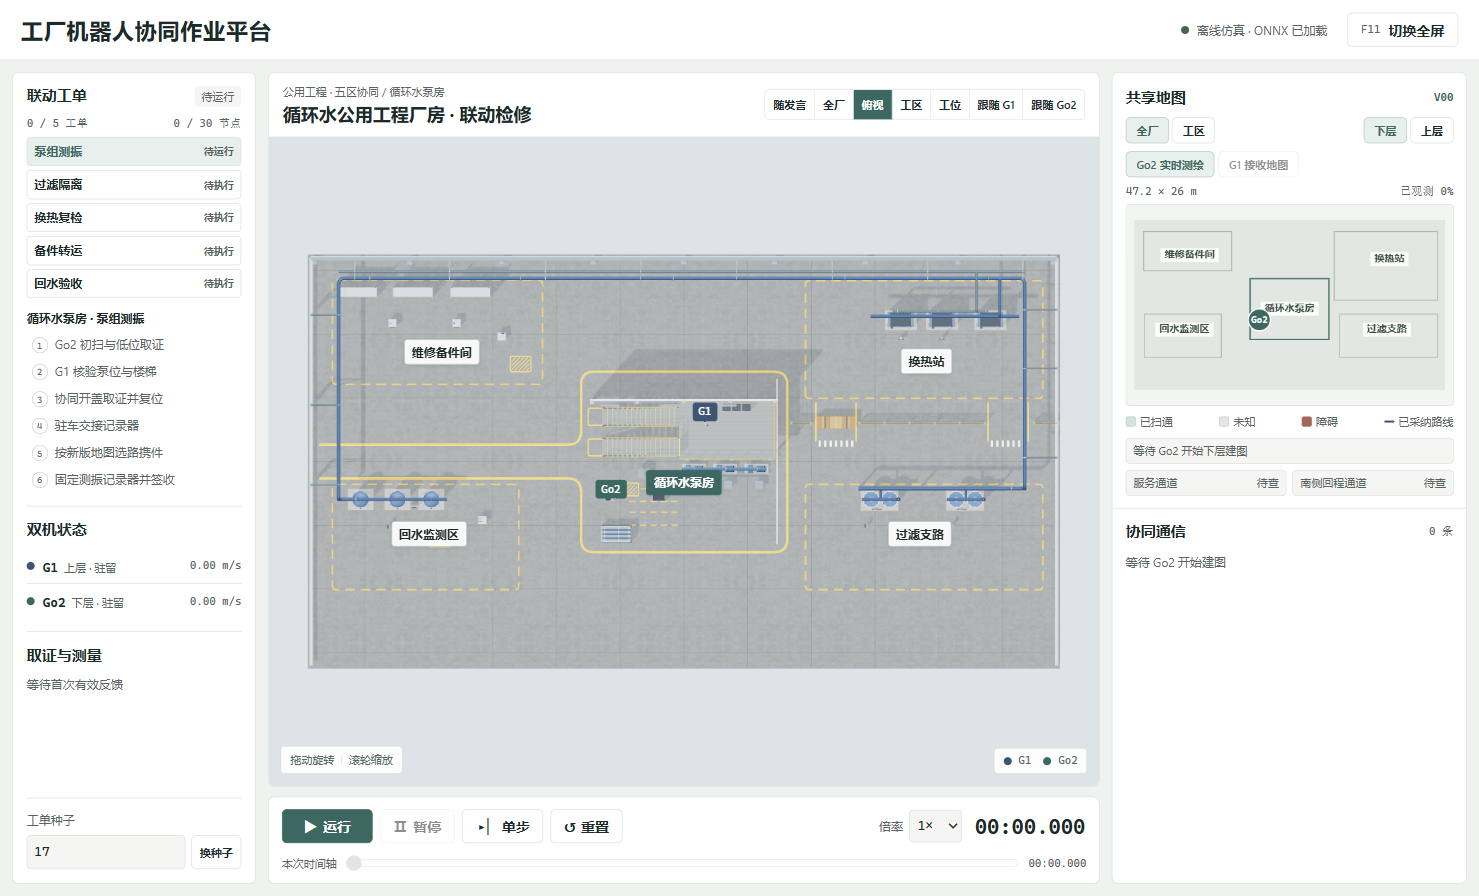 工厂机器人协同作业平台
离线仿真 · ONNX 已加载
F11 切换全屏
联动工单
待运行
0 / 5 工单
0 / 30 节点
泵组测振
待运行
过滤隔离
待执行
换热复检
待执行
备件转运
待执行
回水验收
待执行
循环水泵房 · 泵组测振
1 Go2 初扫与低位取证
2 G1 核验泵位与楼梯
3 协同开盖取证并复位
4 驻车交接记录器
5 按新版地图选路携件
6 固定测振记录器并签收
双机状态
G1 上层 · 驻留
0.00 m/s
Go2 下层 · 驻留
0.00 m/s
取证与测量
等待首次有效反馈
工单种子
17
换种子
公用工程 · 五区协同 / 循环水泵房
循环水公用工程厂房 · 联动检修
随发言
全厂
俯视
工区
工位
跟随 G1
跟随 Go2
维修备件间
换热站
G1
循环水泵房
Go2
回水监测区
过滤支路
拖动旋转
滚轮缩放
G1
Go2
运行
暂停
单步
重置
倍率
1×
00:00.000
本次时间轴
00:00.000
共享地图
V00
全厂
工区
下层
上层
Go2 实时测绘
G1 接收地图
47.2 × 26 m
已观测 0%
维修备件间
换热站
循环水泵房
Go2
回水监测区
过滤支路
已扫通
未知
障碍
已采纳路线
等待 Go2 开始下层建图
服务通道
待查
南侧回程通道
待查
协同通信
0 条
等待 Go2 开始建图